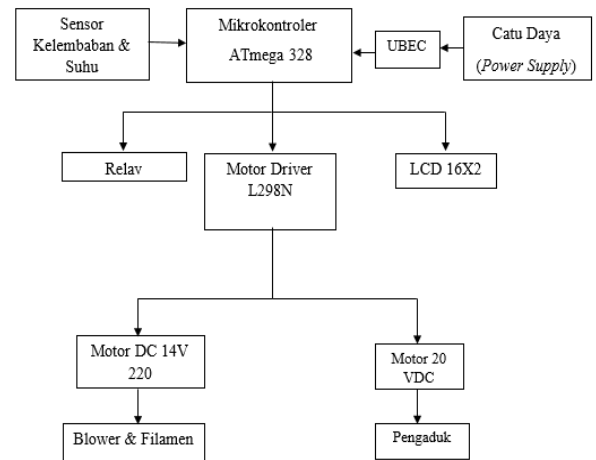 Sensor
Kelembaban &
Suhu
Mikrokontroler
ATmega 328
UBEC
Catu Daya
(Power Supply)
Relav
Motor Driver
L298N
LCD 16X2
Motor DC 14V
220
Motor 20
VDC
Blower & Filamen
Pengaduk